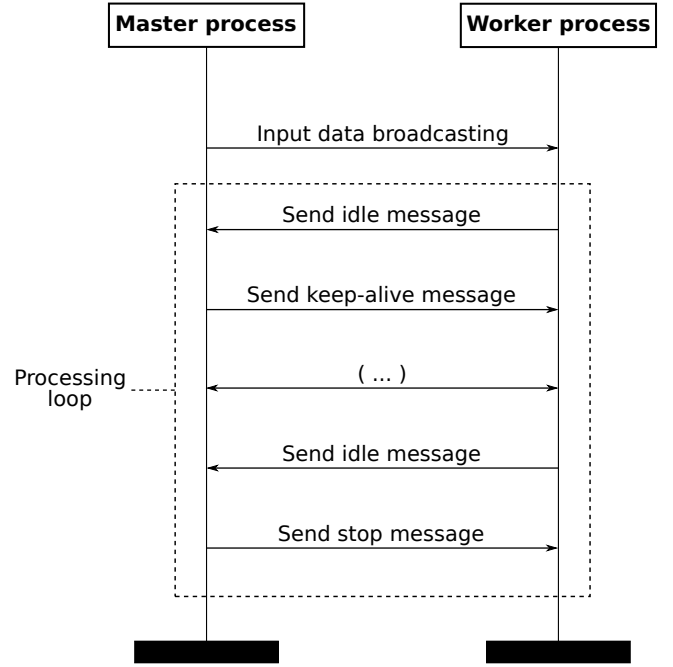 Master process
Worker process
Input data broadcasting
Send idle message
Send keep-alive message
Processing
loop
( ... )
Send idle message
Send stop message